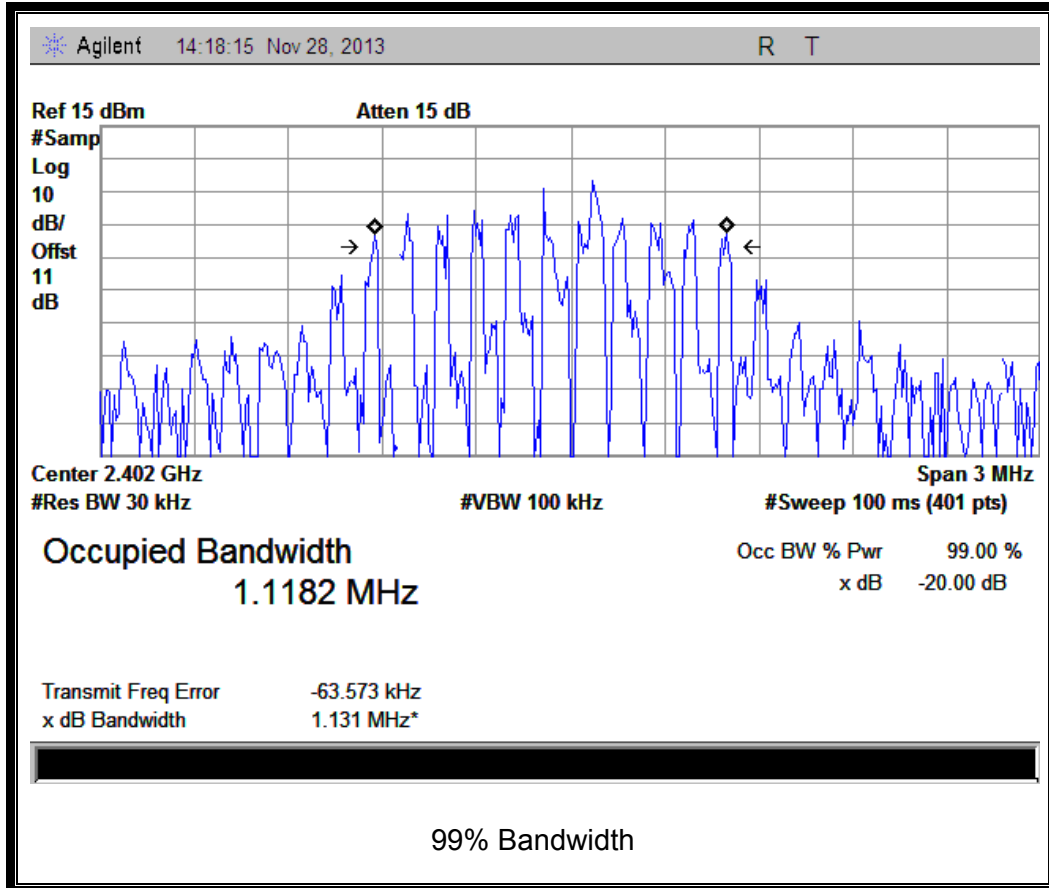 Agilent 14:18:15 Nov 28, 2013 R T
Ref 15 dBm Atten 15 dB
#Samp
Log
10
dB/
Offst
11
dB
Center 2.402 GHz Span 3 MHz
#Res BW 30 kHz #VBW 100 kHz #Sweep 100 ms (401 pts)
Occupied Bandwidth Occ BW % Pwr 99.00 %
1.1182 MHz x dB -20.00 dB
Transmit Freq Error -63.573 kHz
x dB Bandwidth 1.131 MHz*
99% Bandwidth